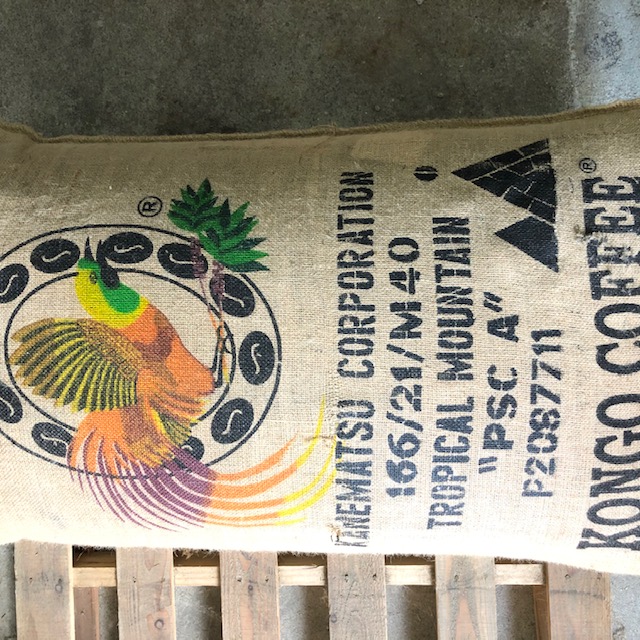 ®
KANEMATSU CORPORATION
166/21/M40
TROPICAL MOUNTAIN
"PSC A"
P2087711
KONGO COFFEE®